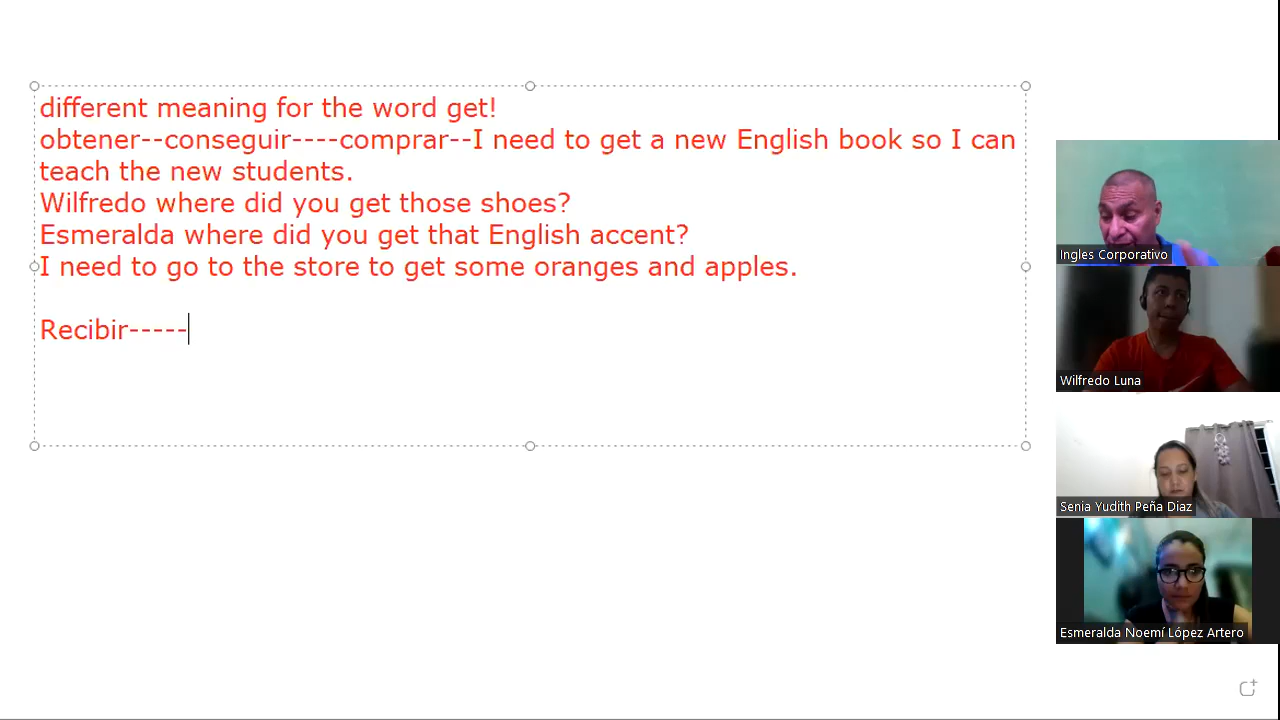 different meaning for the word get!
obtener--conseguir----comprar--I need to get a new English book so I can
teach the new students.
Wilfredo where did you get those shoes?
Esmeralda where did you get that English accent?
I need to go to the store to get some oranges and apples.
Recibir-----
Ingles Corporativo
Wilfredo Luna
Senia Yudith Peña Diaz
Esmeralda Noemí López Artero